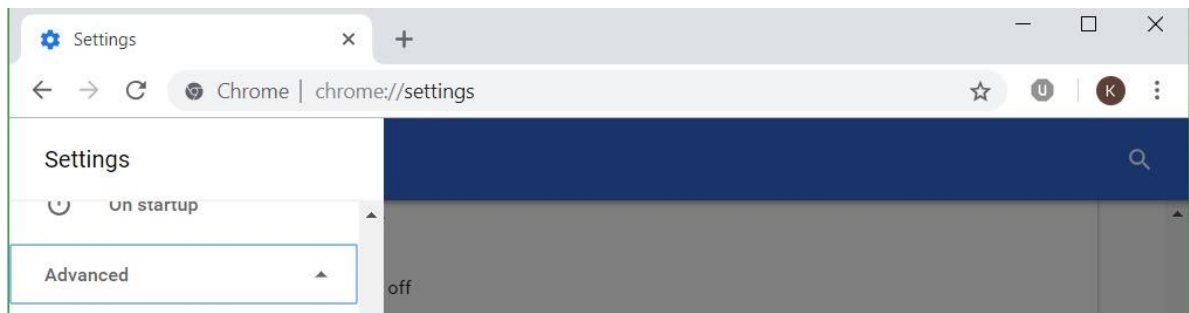 Settings
Chrome | chrome://settings
U
K
Settings
On startup
Advanced
off